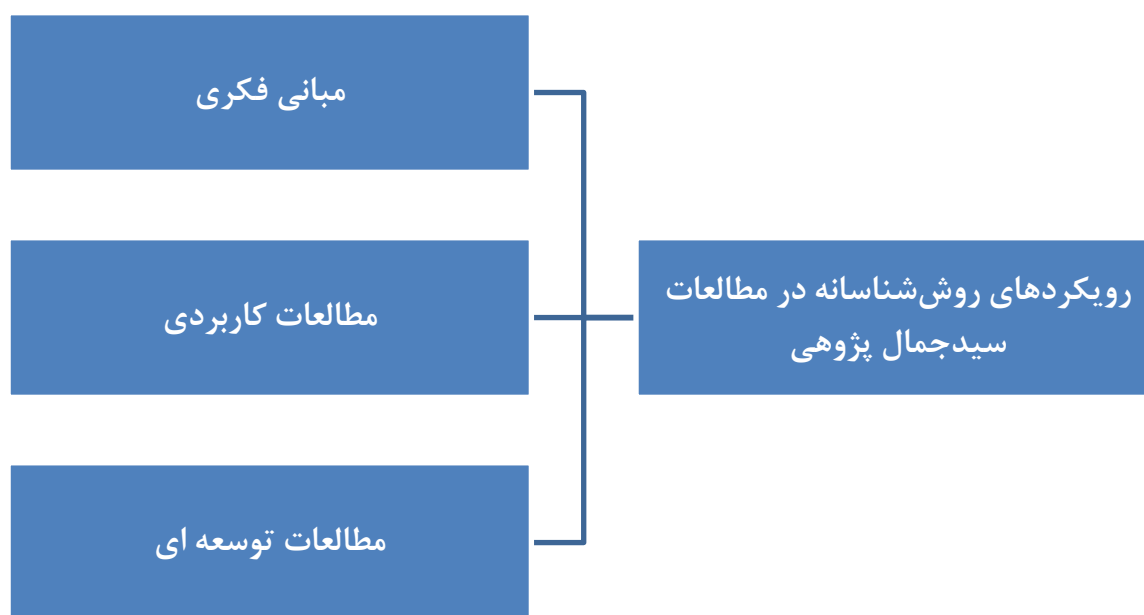 رویکردهای روش‌شناسانه در مطالعات
سیدجمال پژوهی
مبانی فکری
مطالعات کاربردی
مطالعات توسعه ای